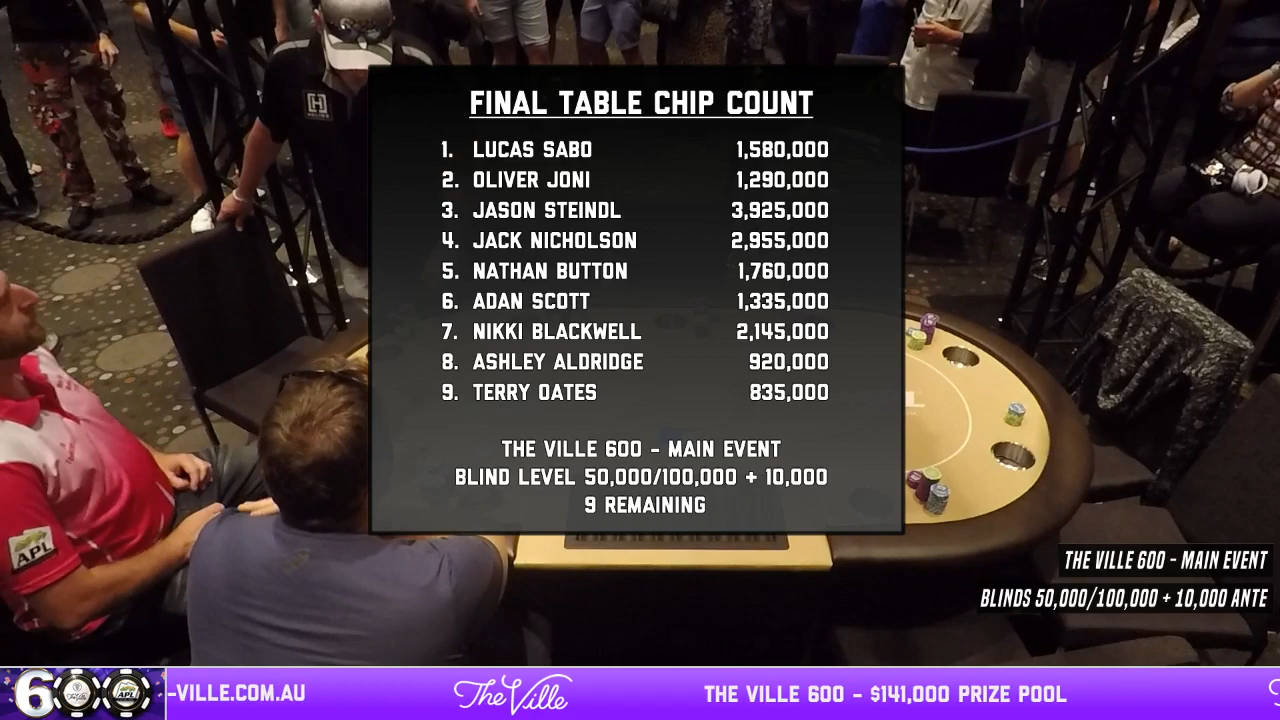 FINAL TABLE CHIP COUNT
1. LUCAS SABO 1,580,000
2. OLIVER JONI 1,290,000
3. JASON STEINDL 3,925,000
4. JACK NICHOLSON 2,955,000
5. NATHAN BUTTON 1,760,000
6. ADAN SCOTT 1,335,000
7. NIKKI BLACKWELL 2,145,000
8. ASHLEY ALDRIDGE 920,000
9. TERRY OATES 835,000
THE VILLE 600 - MAIN EVENT
BLIND LEVEL 50,000/100,000 + 10,000
9 REMAINING
APL
THE VILLE 600 - MAIN EVENT
BLINDS 50,000/100,000 + 10,000 ANTE
600
-VILLE.COM.AU
The Ville
THE VILLE 600 - $141,000 PRIZE POOL